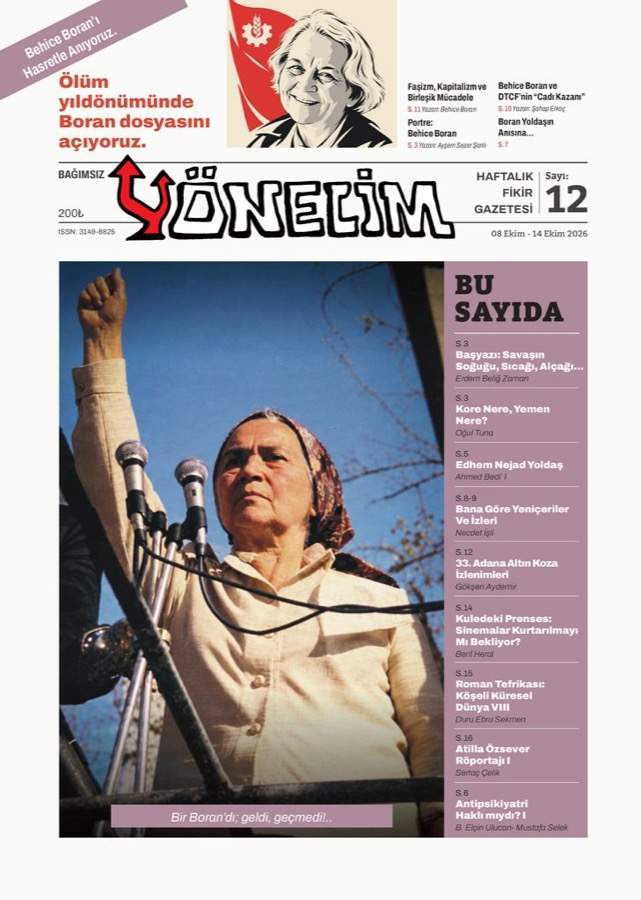 Behice Boran'ı
Hasretle Anıyoruz.
Ölüm
yıldönümünde
Boran dosyasını
açıyoruz.
Faşizm, Kapitalizm ve
Birleşik Mücadele
S. 11 Yazan: Behice Boran
Portre:
Behice Boran
S. 3 Yazan: Ayşem Sezer Şanlı
Behice Boran ve
DTCF'nin "Cadı Kazanı"
S. 10 Yazan: Şahap Erkoç
Boran Yoldaşın
Anısına...
S. 7
BAĞIMSIZ
YÖNELİM
200₺
ISSN: 3149-8825
HAFTALIK
FİKİR
GAZETESİ
Sayı:
12
08 Ekim - 14 Ekim 2026
BU
SAYIDA
S.3
Başyazı: Savaşın
Soğuğu, Sıcağı, Alçağı...
Erdem Beliğ Zaman
S.3
Kore Nere, Yemen
Nere?
Oğul Tuna
S.5
Edhem Nejad Yoldaş
Ahmed Bedi' İ
S.8-9
Bana Göre Yeniçeriler
Ve İzleri
Necdet İşli
S.12
33. Adana Altın Koza
İzlenimleri
Gökşen Aydemir
S.14
Kuledeki Prenses:
Sinemalar Kurtarılmayı
Mı Bekliyor?
Beril Heral
S.15
Roman Tefrikası:
Köşeli Küresel
Dünya VIII
Duru Ebru Sekmen
S.16
Atilla Özsever
Röportajı I
Sertaç Çelik
S.6
Antipsikiyatri
Haklı mıydı? I
B. Elçin Ulucan- Mustafa Selek
Bir Boran'dı; geldi, geçmedi!..